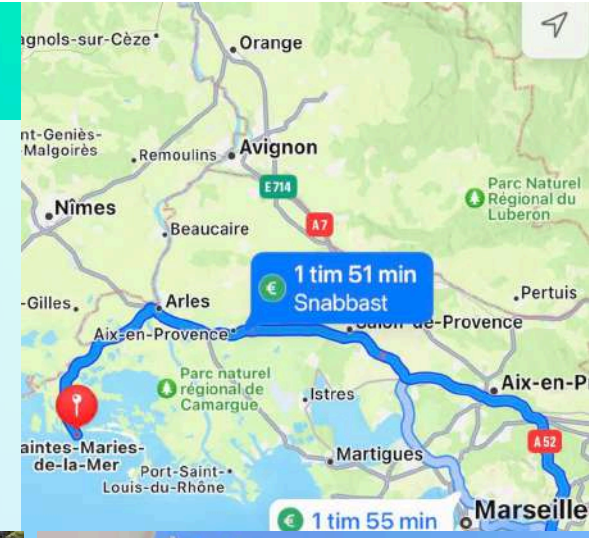 agnols-sur-Cèze
Orange
nt-Geniès-
Malgoirès
Remoulins
Avignon
E714
Parc Naturel
Régional du
Luberon
Nîmes
A7
Beaucaire
1 tim 51 min
Snabbast
-Gilles
Arles
Pertuis
Aix-en-Provence
Salon-de-Provence
Parc naturel
régional de
Camargue
Istres
Aix-en-P
A52
aintes-Maries-
de-la-Mer
Martigues
Port-Saint-
Louis-du-Rhône
1 tim 55 min
Marseille